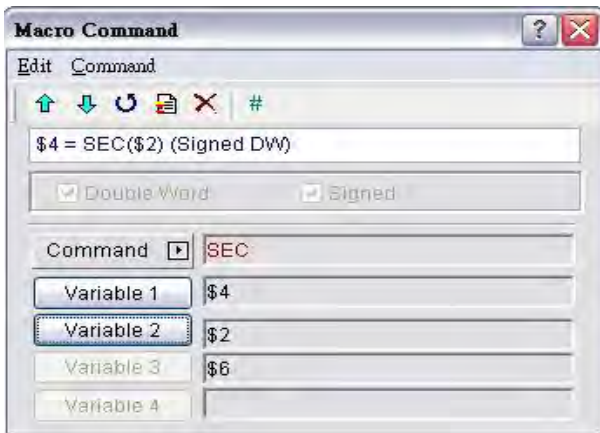 Macro Command
Edit Command
#
$4 = SEC($2) (Signed DW)
Double Word Signed
Command SEC
Variable 1 $4
Variable 2 $2
Variable 3 $6
Variable 4